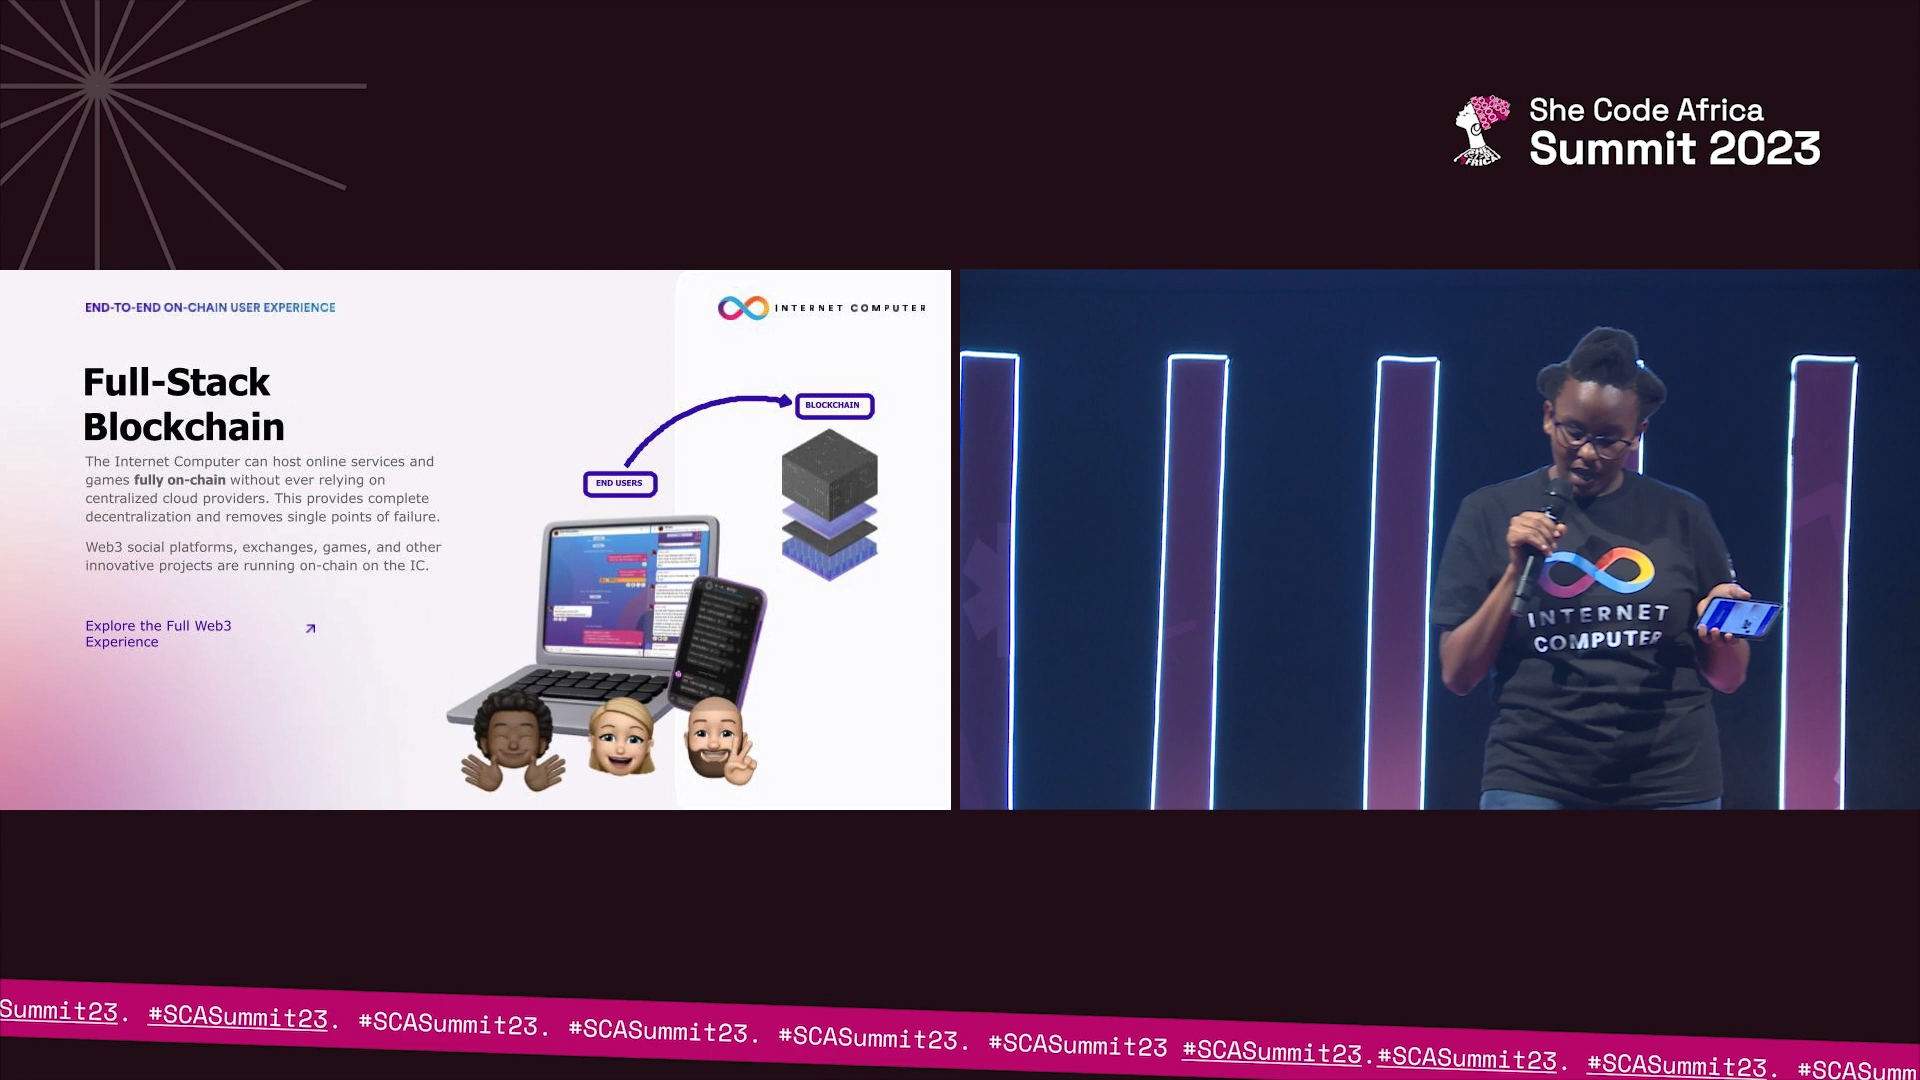 She Code Africa
Summit 2023
END-TO-END ON-CHAIN USER EXPERIENCE
INTERNET COMPUTER
Full-Stack
Blockchain
The Internet Computer can host online services and
games fully on-chain without ever relying on
centralized cloud providers. This provides complete
decentralization and removes single points of failure.
Web3 social platforms, exchanges, games, and other
innovative projects are running on-chain on the IC.
Explore the Full Web3
Experience
BLOCKCHAIN
END USERS
INTERNET
COMPUTER
Summit23. #SCASummit23. #SCASummit23. #SCASummit23. #SCASummit23. #SCASummit23 #SCASummit23.#SCASummit23. #SCASummit23. #SCASumm